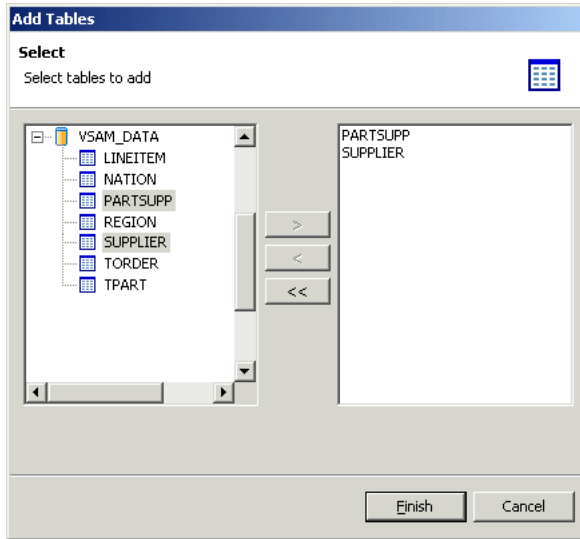 Add Tables
Select
Select tables to add
VSAM_DATA
LINEITEM
NATION
PARTSUPP
REGION
SUPPLIER
TORDER
TPART
>
<
<<
PARTSUPP
SUPPLIER
Finish
Cancel